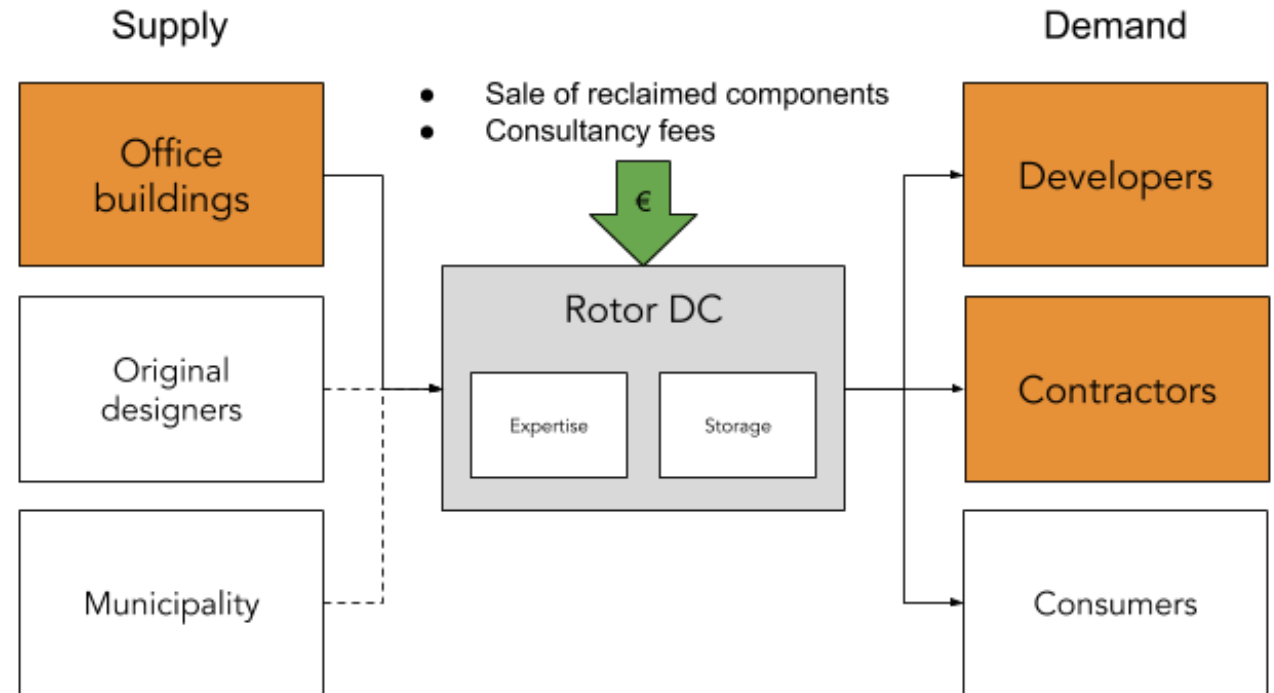 Supply
Demand
● Sale of reclaimed components
● Consultancy fees
€
Office
buildings
Original
designers
Municipality
Rotor DC
Expertise
Storage
Developers
Contractors
Consumers